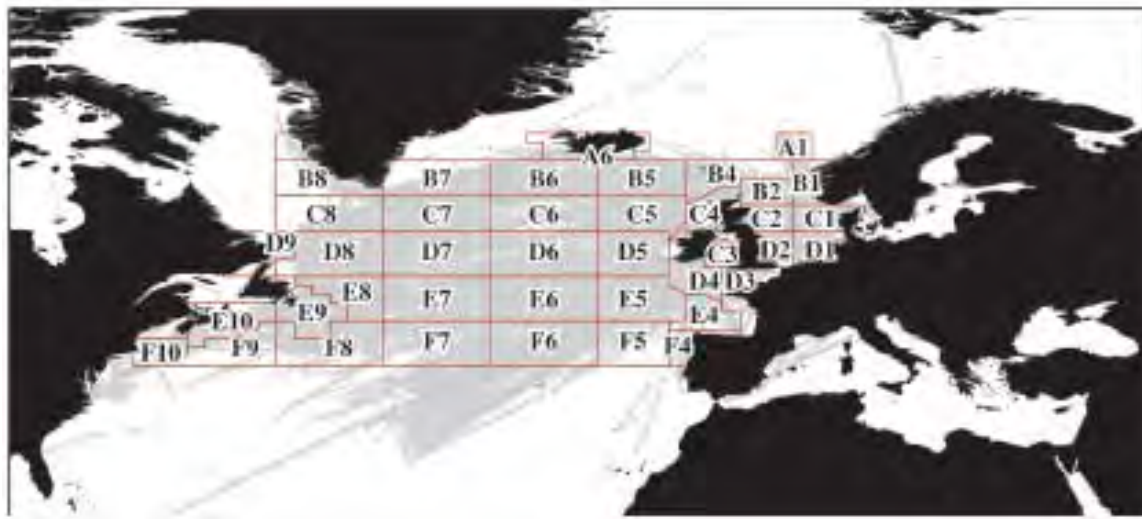 A1
A6
B8 B7 B6 B5 B4 B2 B1
C8 C7 C6 C5 C4 C2 C1
D9 D8 D7 D6 D5 C3 D2 D1
D4 D3
E10 E9 E8 E7 E6 E5 E4
F10 F9 F8 F7 F6 F5 F4